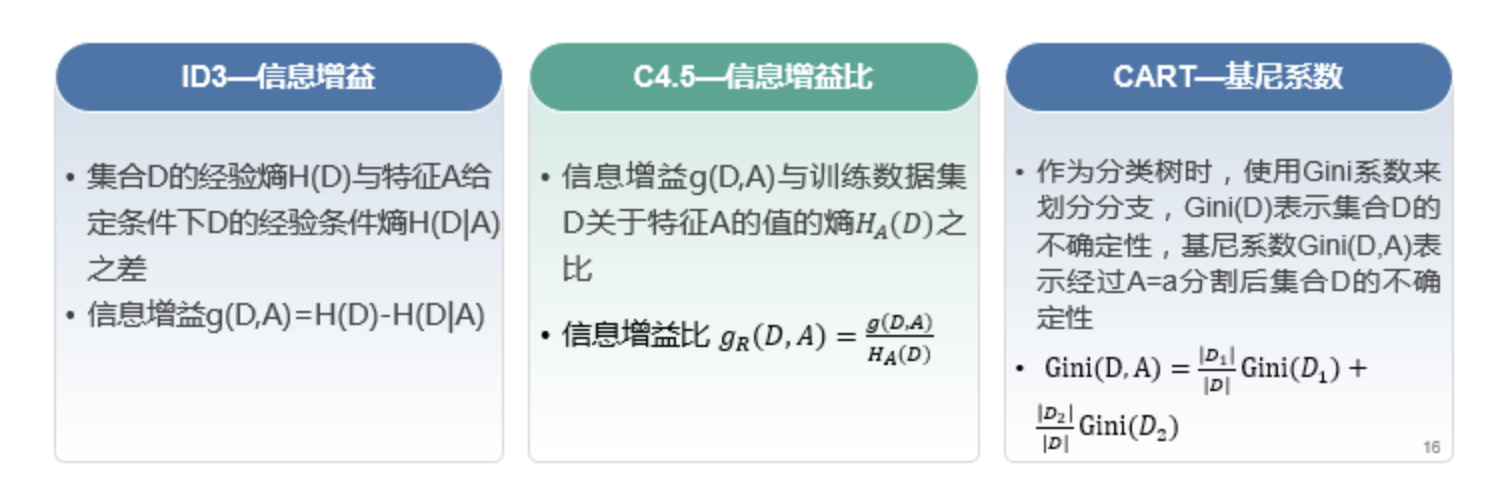 ID3—信息增益
• 集合D的经验熵H(D)与特征A给
定条件下D的经验条件熵H(D|A)
之差
• 信息增益g(D,A)=H(D)-H(D|A)
C4.5—信息增益比
• 信息增益g(D,A)与训练数据集
D关于特征A的值的熵$H_A(D)$之
比
• 信息增益比 $g_R(D,A)=\frac{g(D,A)}{H_A(D)}$
CART—基尼系数
• 作为分类树时，使用Gini系数来
划分分支，Gini(D)表示集合D的
不确定性，基尼系数Gini(D,A)表
示经过A=a分割后集合D的不确
定性
• $\mathrm{Gini(D,A)}=\frac{|D_1|}{|D|}\mathrm{Gini}(D_1)+$
$\frac{|D_2|}{|D|}\mathrm{Gini}(D_2)$
16